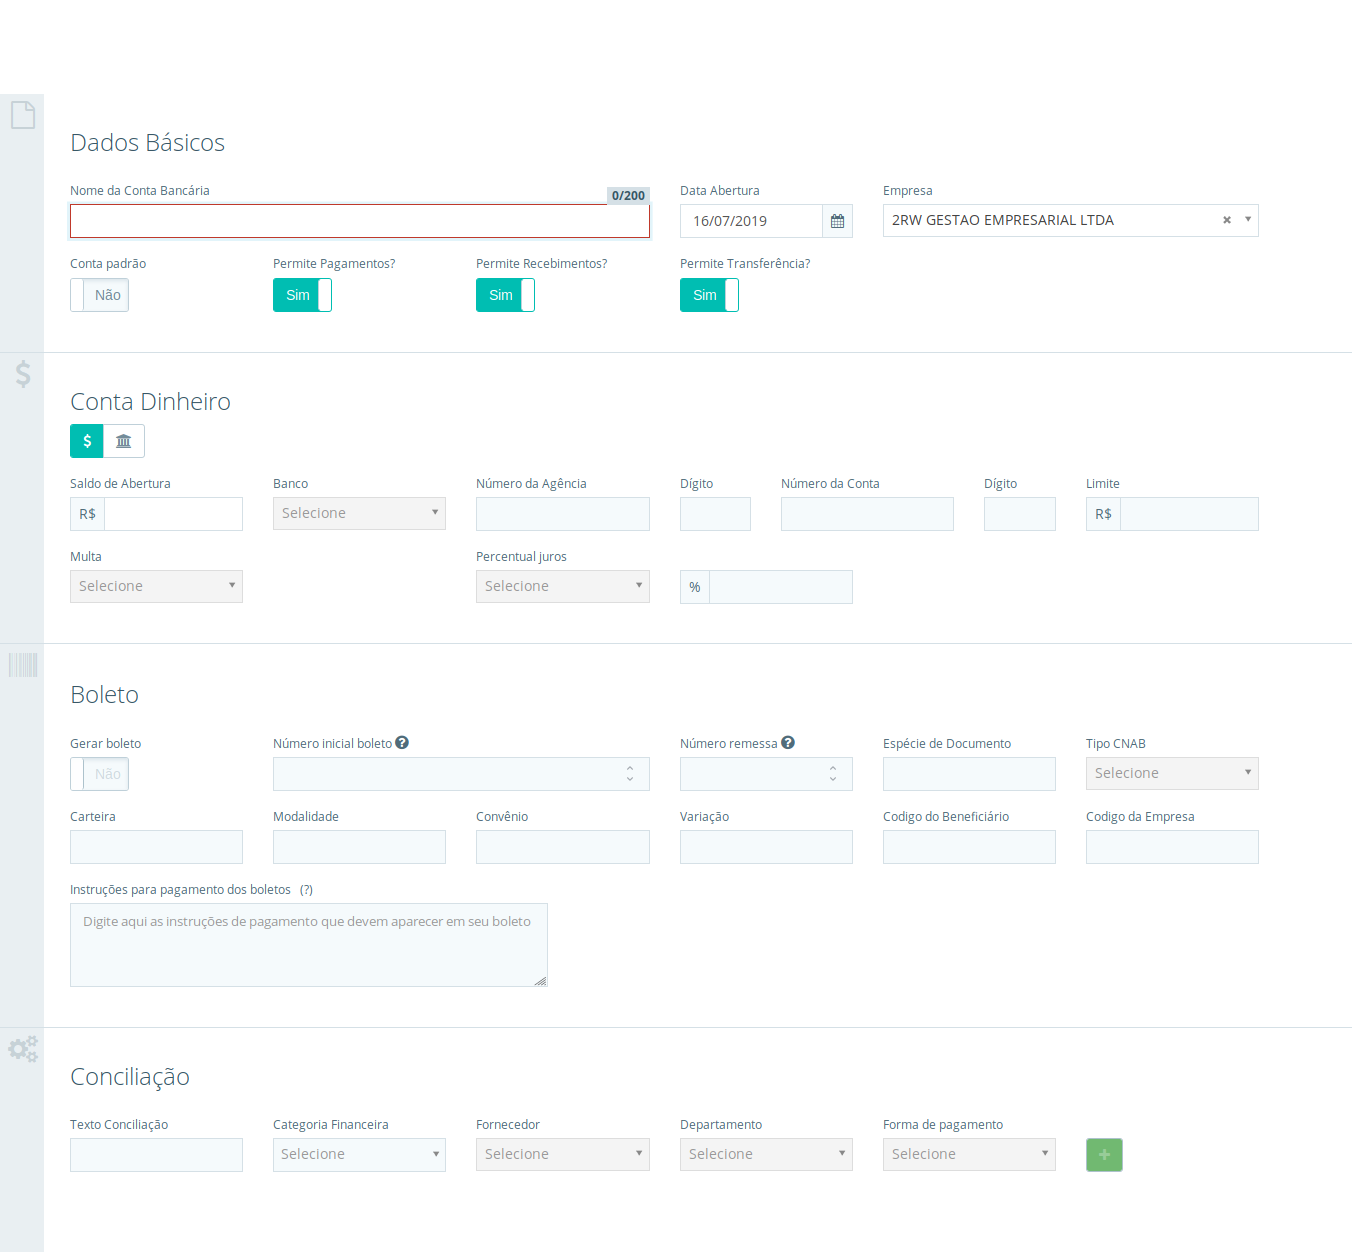 Dados Básicos
Nome da Conta Bancária 0/200 Data Abertura Empresa
16/07/2019 2RW GESTAO EMPRESARIAL LTDA
Conta padrão Permite Pagamentos? Permite Recebimentos? Permite Transferência?
Não Sim Sim Sim
Conta Dinheiro
Saldo de Abertura Banco Número da Agência Dígito Número da Conta Dígito Limite
R$ Selecione R$
Multa Percentual juros
Selecione Selecione %
Boleto
Gerar boleto Número inicial boleto Número remessa Espécie de Documento Tipo CNAB
Não Selecione
Carteira Modalidade Convênio Variação Codigo do Beneficiário Codigo da Empresa
Instruções para pagamento dos boletos (?)
Digite aqui as instruções de pagamento que devem aparecer em seu boleto
Conciliação
Texto Conciliação Categoria Financeira Fornecedor Departamento Forma de pagamento
Selecione Selecione Selecione Selecione